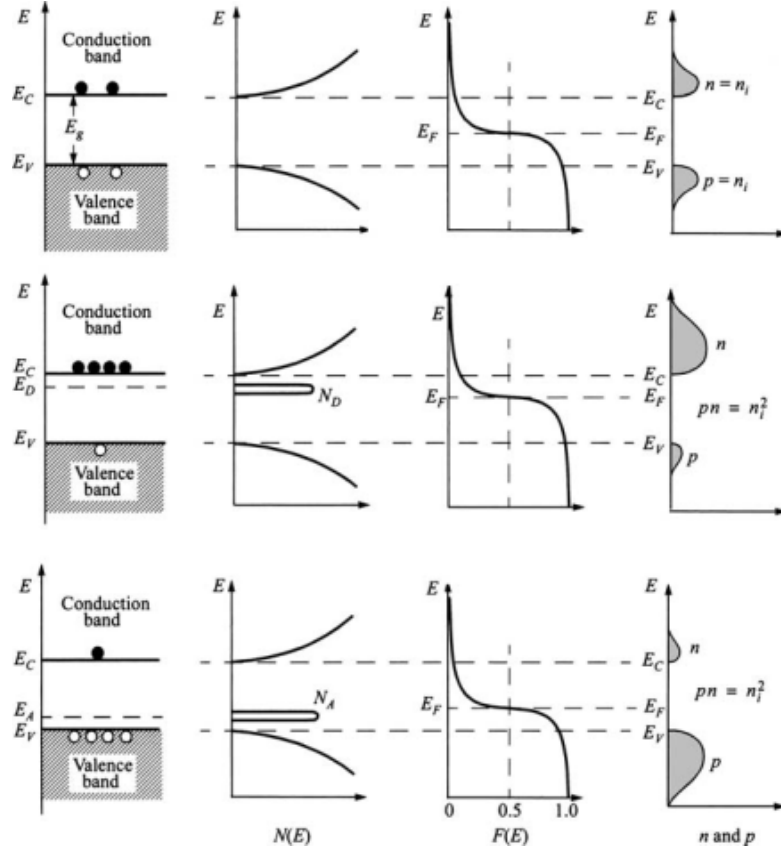 E
Conduction
band
E_C
E_g
E_V
Valence
band
E
E
E_F
E_C
E_F
E_V
E
n = n_i
p = n_i
E
Conduction
band
E_C
E_D
E_V
Valence
band
E
N_D
E
E_F
E_C
E_F
E_V
E
n
pn = n_i^2
p
E
Conduction
band
E_C
E_A
E_V
Valence
band
E
N_A
N(E)
E
E_F
0 0.5 1.0
F(E)
E_C
E_F
E_V
E
n
pn = n_i^2
p
n and p